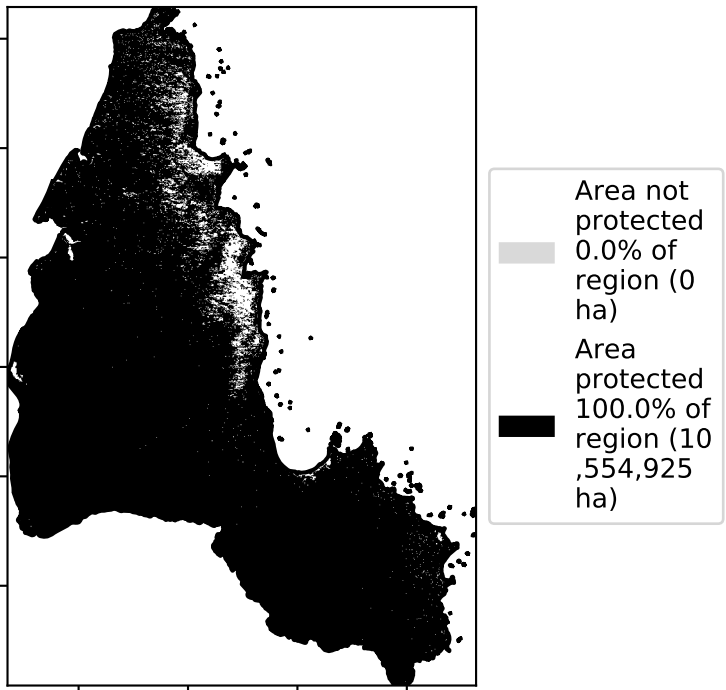 Area not
protected
0.0% of
region (0
ha)
Area
protected
100.0% of
region (10
,554,925
ha)